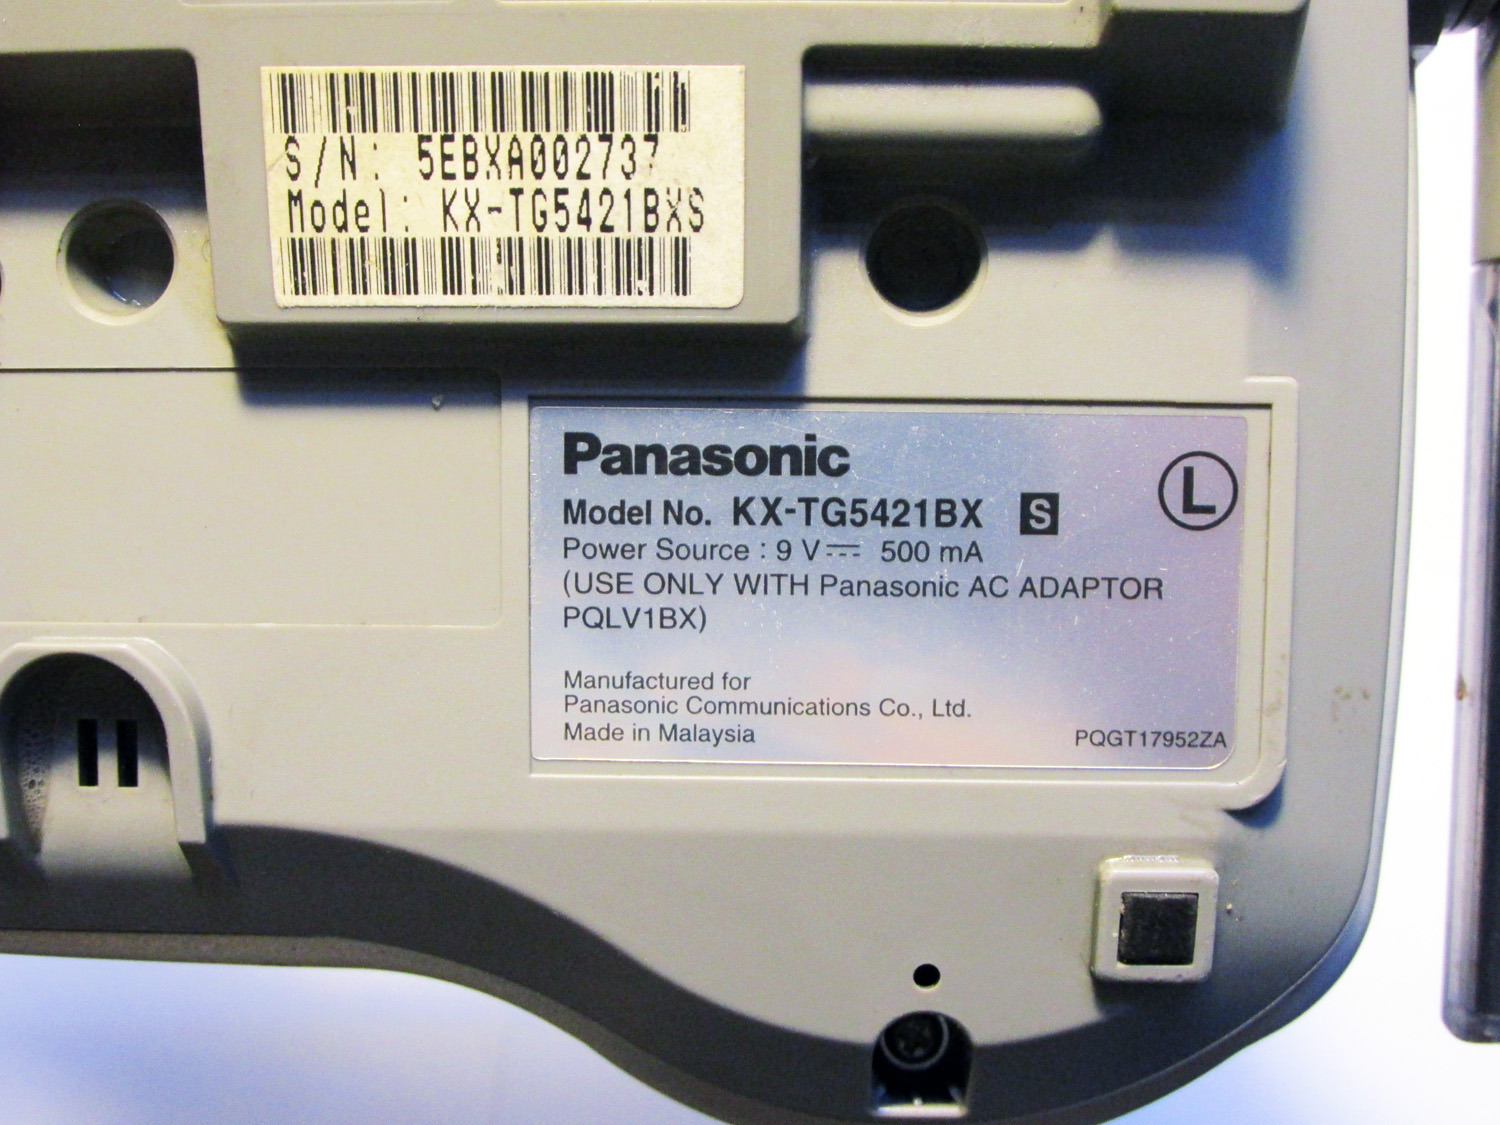 S/N: 5EBXA002737
Model: KX-TG5421BXS
Panasonic
Model No. KX-TG5421BX S
L
Power Source : 9 V⎓ 500 mA
(USE ONLY WITH Panasonic AC ADAPTOR
PQLV1BX)
Manufactured for
Panasonic Communications Co., Ltd.
Made in Malaysia
PQGT17952ZA